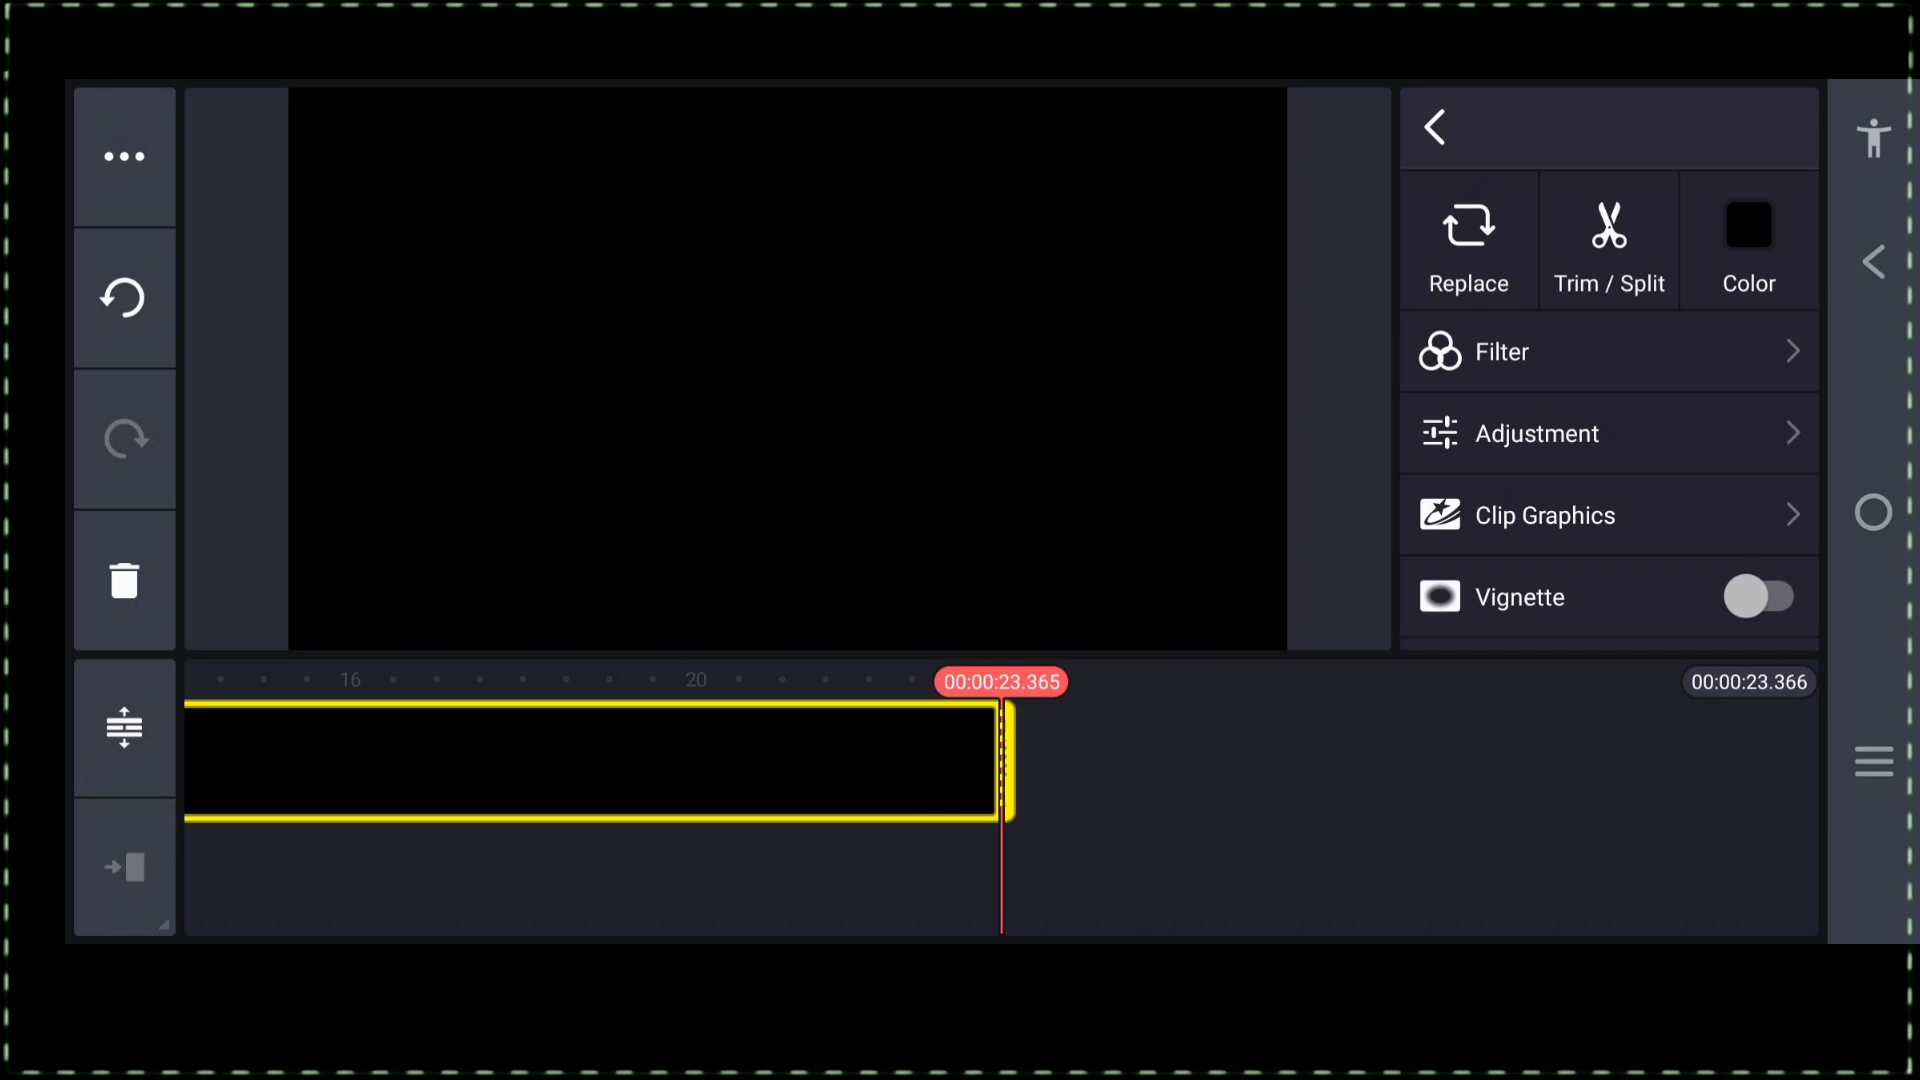 Replace
Trim / Split
Color
Filter
Adjustment
Clip Graphics
Vignette
16
20
00:00:23.365
00:00:23.366